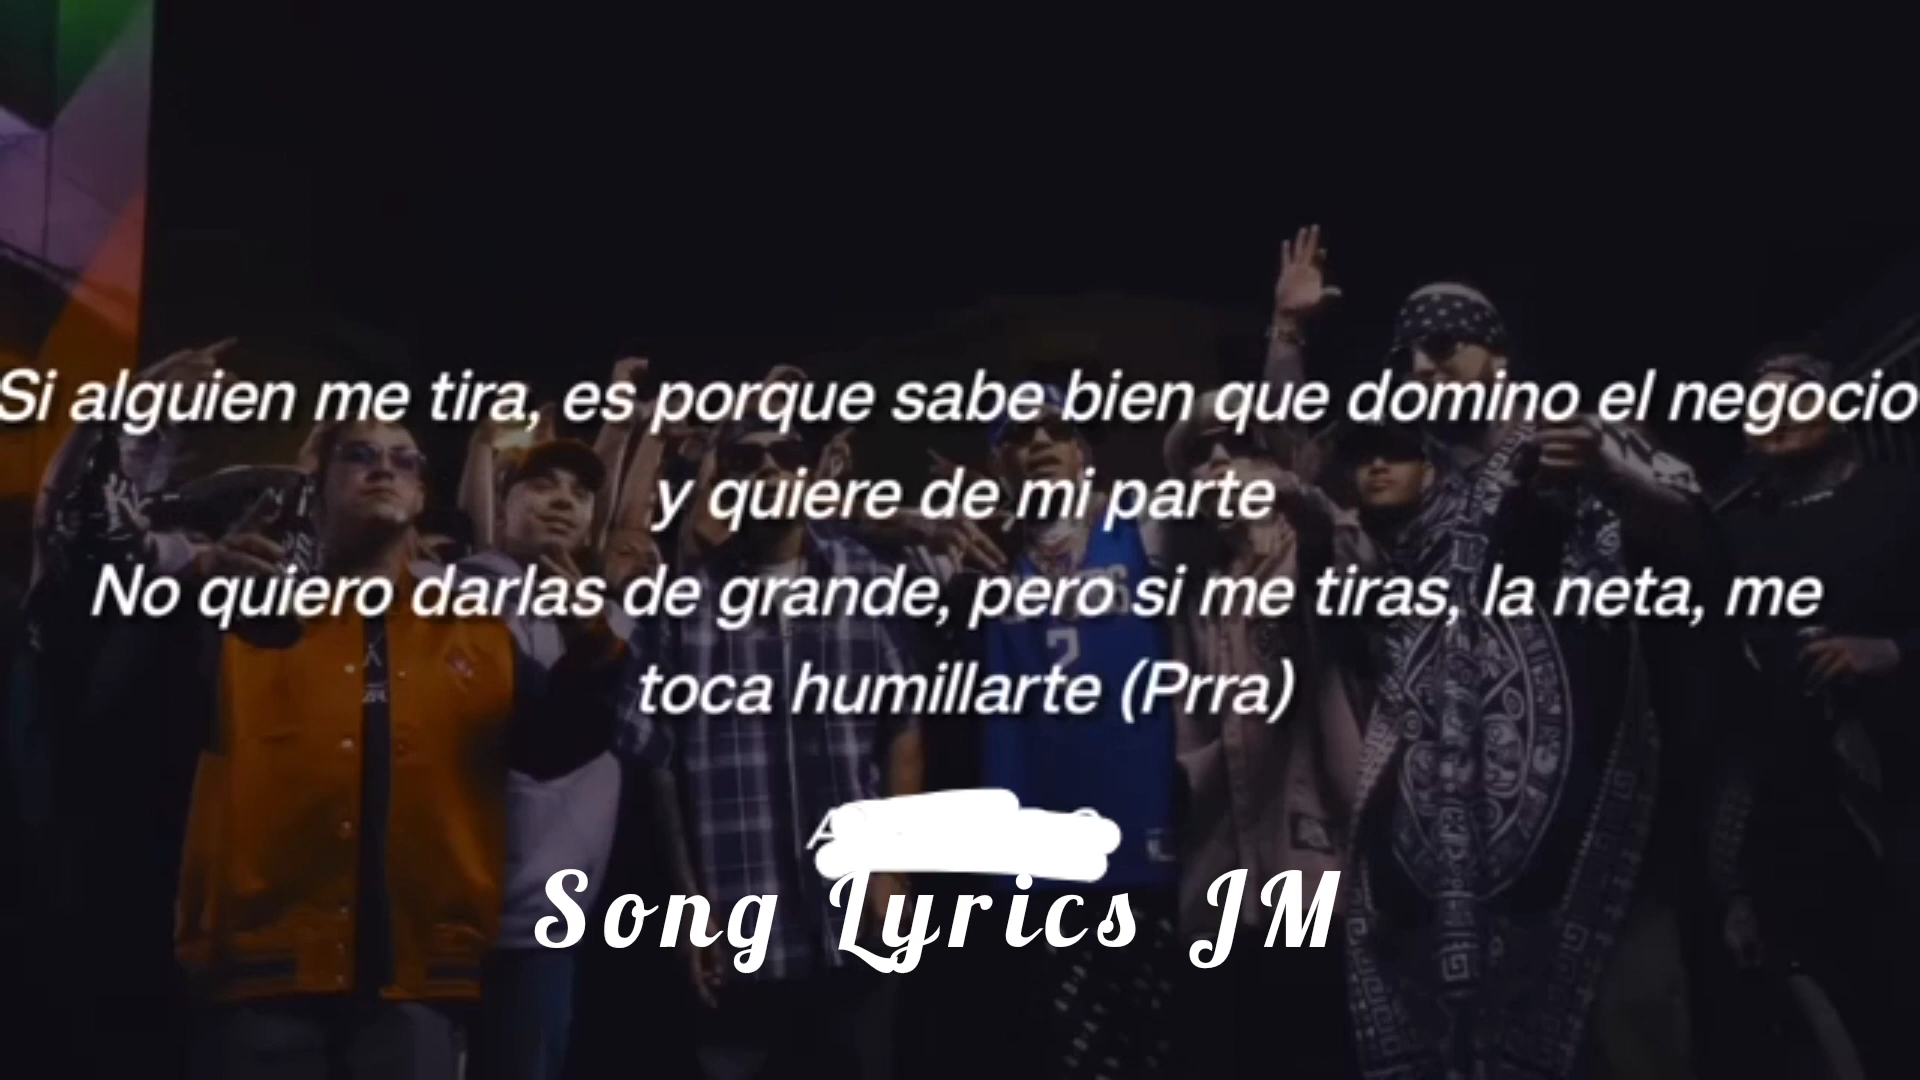 Si alguien me tira, es porque sabe bien que domino el negocio
y quiere de mi parte
No quiero darlas de grande, pero si me tiras, la neta, me
toca humillarte (Prra)
Song Lyrics JM